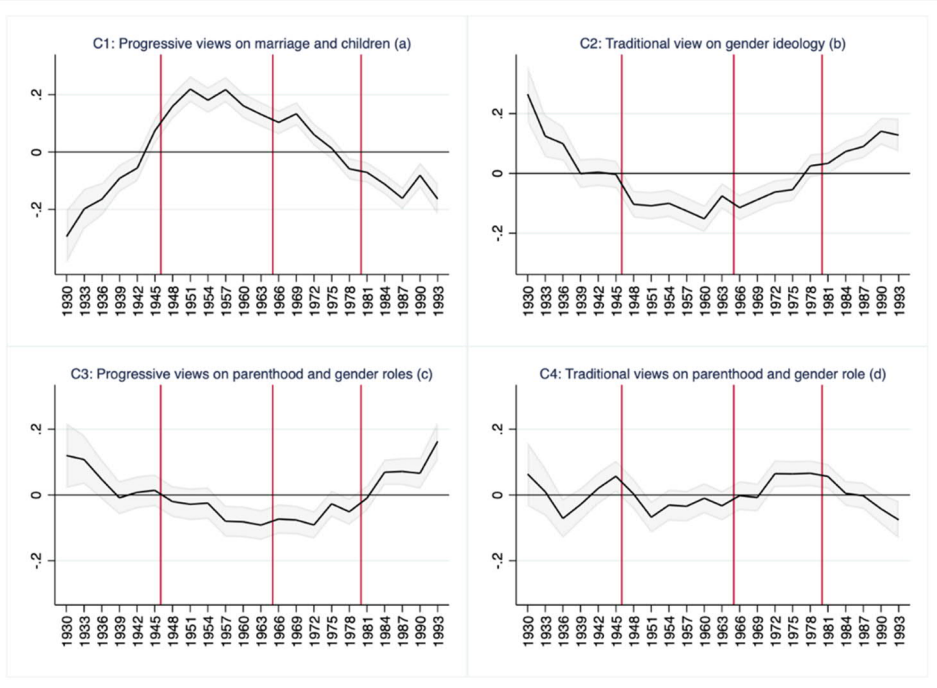 C1: Progressive views on marriage and children (a)
.2
0
-.2
1930 1933 1936 1939 1942 1945 1948 1951 1954 1957 1960 1963 1966 1969 1972 1975 1978 1981 1984 1987 1990 1993
C2: Traditional view on gender ideology (b)
.2
0
-.2
1930 1933 1936 1939 1942 1945 1948 1951 1954 1957 1960 1963 1966 1969 1972 1975 1978 1981 1984 1987 1990 1993
C3: Progressive views on parenthood and gender roles (c)
.2
0
-.2
1930 1933 1936 1939 1942 1945 1948 1951 1954 1957 1960 1963 1966 1969 1972 1975 1978 1981 1984 1987 1990 1993
C4: Traditional views on parenthood and gender role (d)
.2
0
-.2
1930 1933 1936 1939 1942 1945 1948 1951 1954 1957 1960 1963 1966 1969 1972 1975 1978 1981 1984 1987 1990 1993